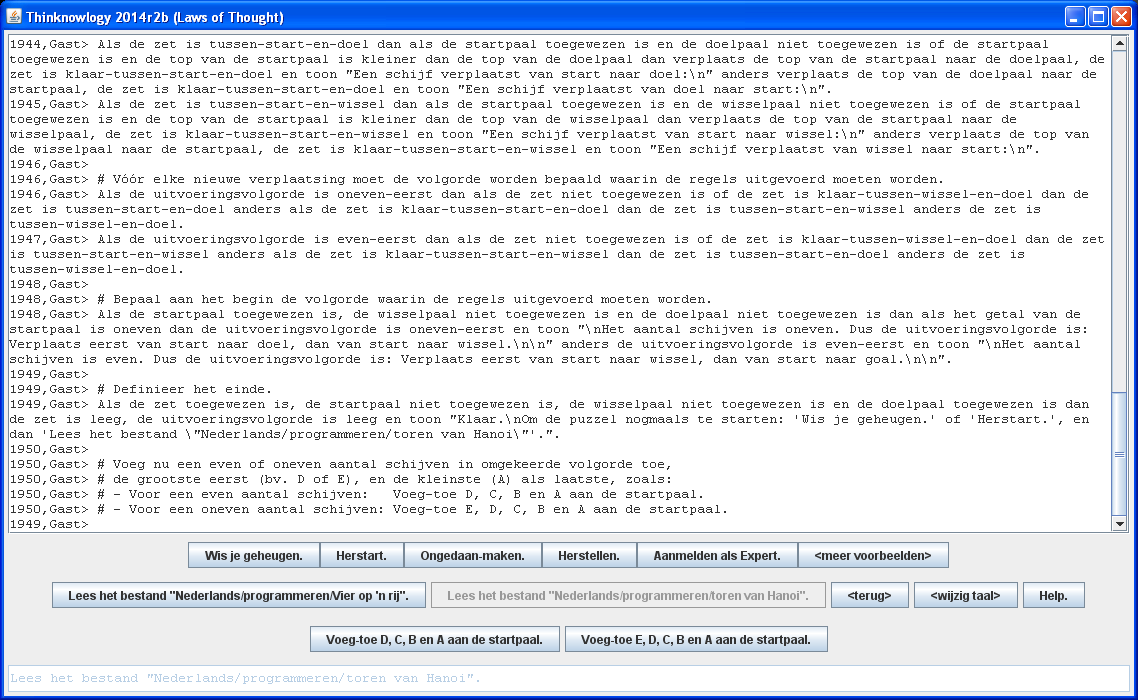 Thinknowlogy 2014r2b (Laws of Thought)
1944,Gast> Als de zet is tussen-start-en-doel dan als de startpaal toegewezen is en de doelpaal niet toegewezen is of de startpaal
toegewezen is en de top van de startpaal is kleiner dan de top van de doelpaal dan verplaats de top van de startpaal naar de doelpaal, de
zet is klaar-tussen-start-en-doel en toon "Een schijf verplaatst van start naar doel:\n" anders verplaats de top van de doelpaal naar de
startpaal, de zet is klaar-tussen-start-en-doel en toon "Een schijf verplaatst van doel naar start:\n".
1945,Gast> Als de zet is tussen-start-en-wissel dan als de startpaal toegewezen is en de wisselpaal niet toegewezen is of de startpaal
toegewezen is en de top van de startpaal is kleiner dan de top van de wisselpaal dan verplaats de top van de startpaal naar de
wisselpaal, de zet is klaar-tussen-start-en-wissel en toon "Een schijf verplaatst van start naar wissel:\n" anders verplaats de top van
de wisselpaal naar de startpaal, de zet is klaar-tussen-start-en-wissel en toon "Een schijf verplaatst van wissel naar start:\n".
1946,Gast>
1946,Gast> # Vóór elke nieuwe verplaatsing moet de volgorde worden bepaald waarin de regels uitgevoerd moeten worden.
1946,Gast> Als de uitvoeringsvolgorde is oneven-eerst dan als de zet niet toegewezen is of de zet is klaar-tussen-wissel-en-doel dan de
zet is tussen-start-en-doel anders als de zet is klaar-tussen-start-en-doel dan de zet is tussen-start-en-wissel anders de zet is
tussen-wissel-en-doel.
1947,Gast> Als de uitvoeringsvolgorde is even-eerst dan als de zet niet toegewezen is of de zet is klaar-tussen-wissel-en-doel dan de zet
is tussen-start-en-wissel anders als de zet is klaar-tussen-start-en-wissel dan de zet is tussen-start-en-doel anders de zet is
tussen-wissel-en-doel.
1948,Gast>
1948,Gast> # Bepaal aan het begin de volgorde waarin de regels uitgevoerd moeten worden.
1948,Gast> Als de startpaal toegewezen is, de wisselpaal niet toegewezen is en de doelpaal niet toegewezen is dan als het getal van de
startpaal is oneven dan de uitvoeringsvolgorde is oneven-eerst en toon "\nHet aantal schijven is oneven. Dus de uitvoeringsvolgorde is:
Verplaats eerst van start naar doel, dan van start naar wissel.\n\n" anders de uitvoeringsvolgorde is even-eerst en toon "\nHet aantal
schijven is even. Dus de uitvoeringsvolgorde is: Verplaats eerst van start naar wissel, dan van start naar goal.\n\n".
1949,Gast>
1949,Gast> # Definieer het einde.
1949,Gast> Als de zet toegewezen is, de startpaal niet toegewezen is, de wisselpaal niet toegewezen is en de doelpaal toegewezen is dan
de zet is leeg, de uitvoeringsvolgorde is leeg en toon "Klaar.\nOm de puzzel nogmaals te starten: 'Wis je geheugen.' of 'Herstart.', en
dan 'Lees het bestand \"Nederlands/programmeren/toren van Hanoi\"'.".
1950,Gast>
1950,Gast> # Voeg nu een even of oneven aantal schijven in omgekeerde volgorde toe,
1950,Gast> # de grootste eerst (bv. D of E), en de kleinste (A) als laatste, zoals:
1950,Gast> # - Voor een even aantal schijven:   Voeg-toe D, C, B en A aan de startpaal.
1950,Gast> # - Voor een oneven aantal schijven: Voeg-toe E, D, C, B en A aan de startpaal.
1949,Gast>
Wis je geheugen. Herstart. Ongedaan-maken. Herstellen. Aanmelden als Expert. <meer voorbeelden>
Lees het bestand "Nederlands/programmeren/Vier op 'n rij". Lees het bestand "Nederlands/programmeren/toren van Hanoi". <terug> <wijzig taal> Help.
Voeg-toe D, C, B en A aan de startpaal. Voeg-toe E, D, C, B en A aan de startpaal.
Lees het bestand "Nederlands/programmeren/toren van Hanoi".